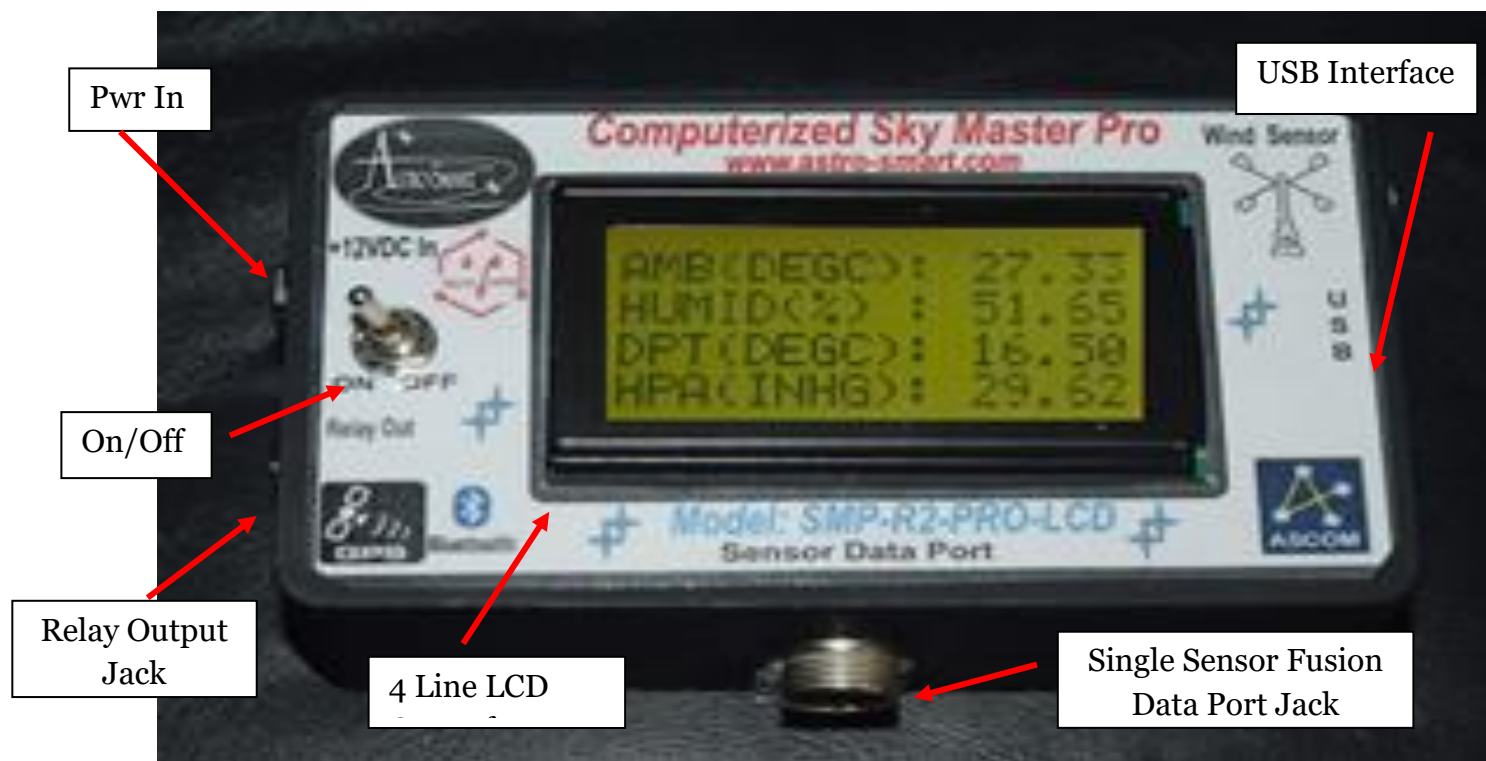 Pwr In
USB Interface
Computerized Sky Master Pro
www.astro-smart.com
Wind Sensor
+12VDC In
AMB(DEGC): 27.33
HUMID(%) : 51.65
DPT(DEGC): 16.50
HPA(INHG): 29.62
USB
ON OFF
On/Off
Relay Out
GPS
Bluetooth
Model: SMP-R2-PRO-LCD
Sensor Data Port
ASCOM
Relay Output
Jack
4 Line LCD
Single Sensor Fusion
Data Port Jack